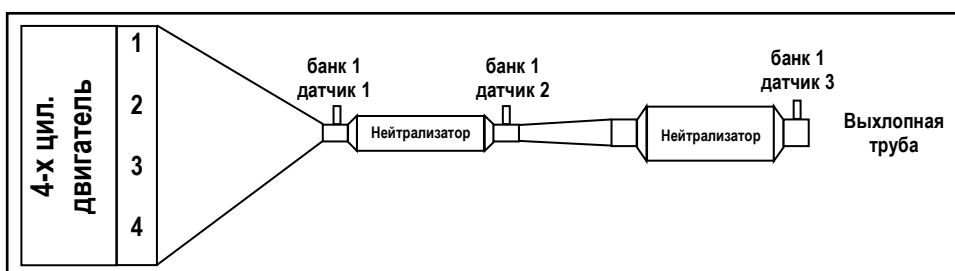 4-х цил.
двигатель
1
2
3
4
банк 1
датчик 1
Нейтрализатор
банк 1
датчик 2
Нейтрализатор
банк 1
датчик 3
Выхлопная
труба